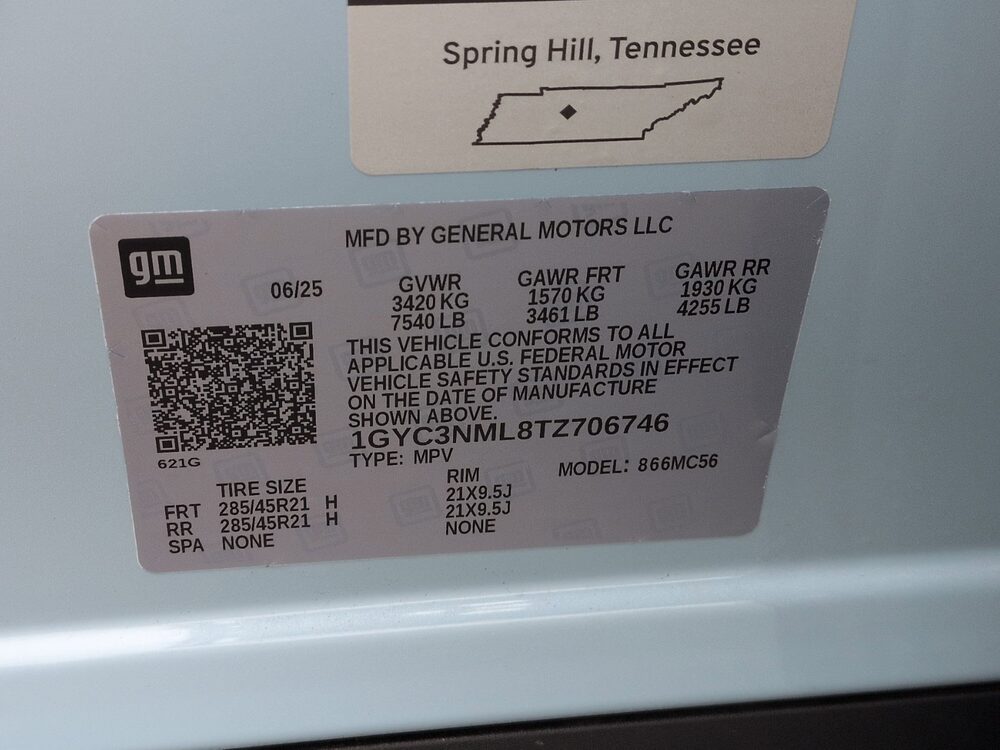 Spring Hill, Tennessee
gm
MFD BY GENERAL MOTORS LLC
06/25
GVWR
3420 KG
7540 LB
GAWR FRT
1570 KG
3461 LB
GAWR RR
1930 KG
4255 LB
THIS VEHICLE CONFORMS TO ALL
APPLICABLE U.S. FEDERAL MOTOR
VEHICLE SAFETY STANDARDS IN EFFECT
ON THE DATE OF MANUFACTURE
SHOWN ABOVE.
1GYC3NML8TZ706746
621G
TYPE: MPV
MODEL: 866MC56
TIRE SIZE
RIM
FRT 285/45R21 H 21X9.5J
RR 285/45R21 H 21X9.5J
SPA NONE NONE